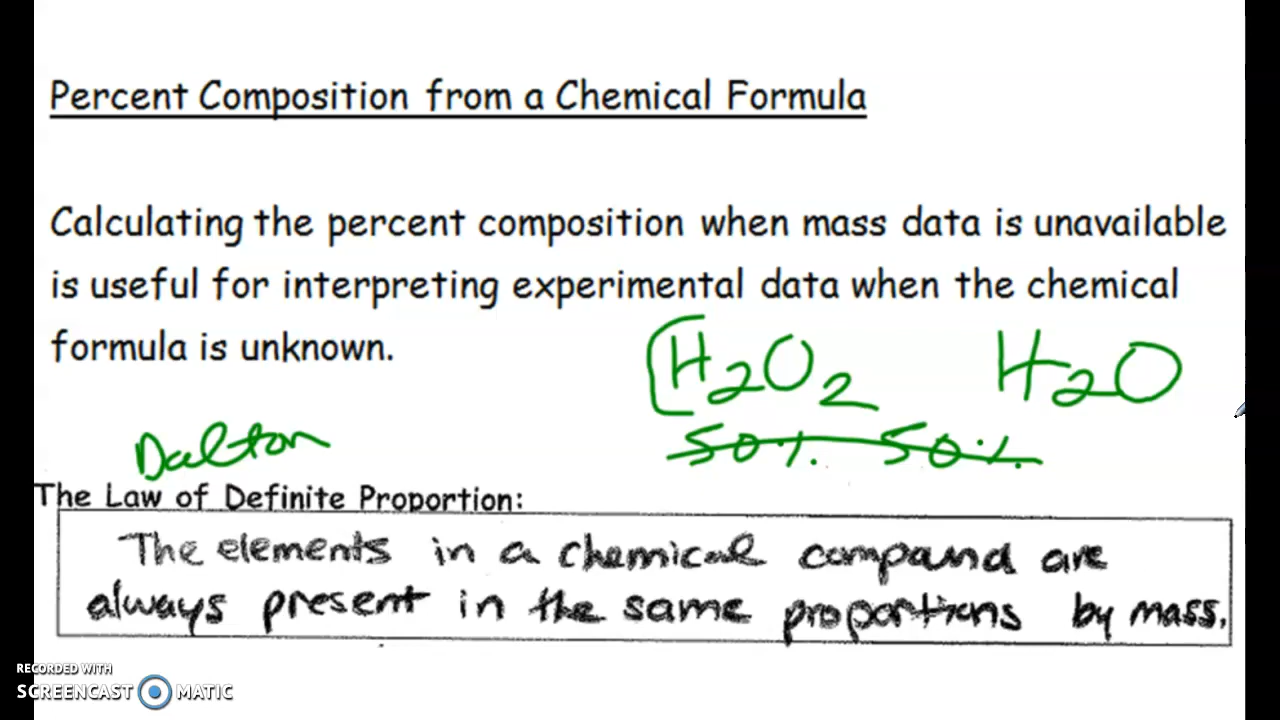 Percent Composition from a Chemical Formula
Calculating the percent composition when mass data is unavailable
is useful for interpreting experimental data when the chemical
formula is unknown.
H2O2 H2O
50% 50%
Dalton
The Law of Definite Proportion:
The elements in a chemical compound are
always present in the same proportions by mass.
RECORDED WITH
SCREENCAST MATIC